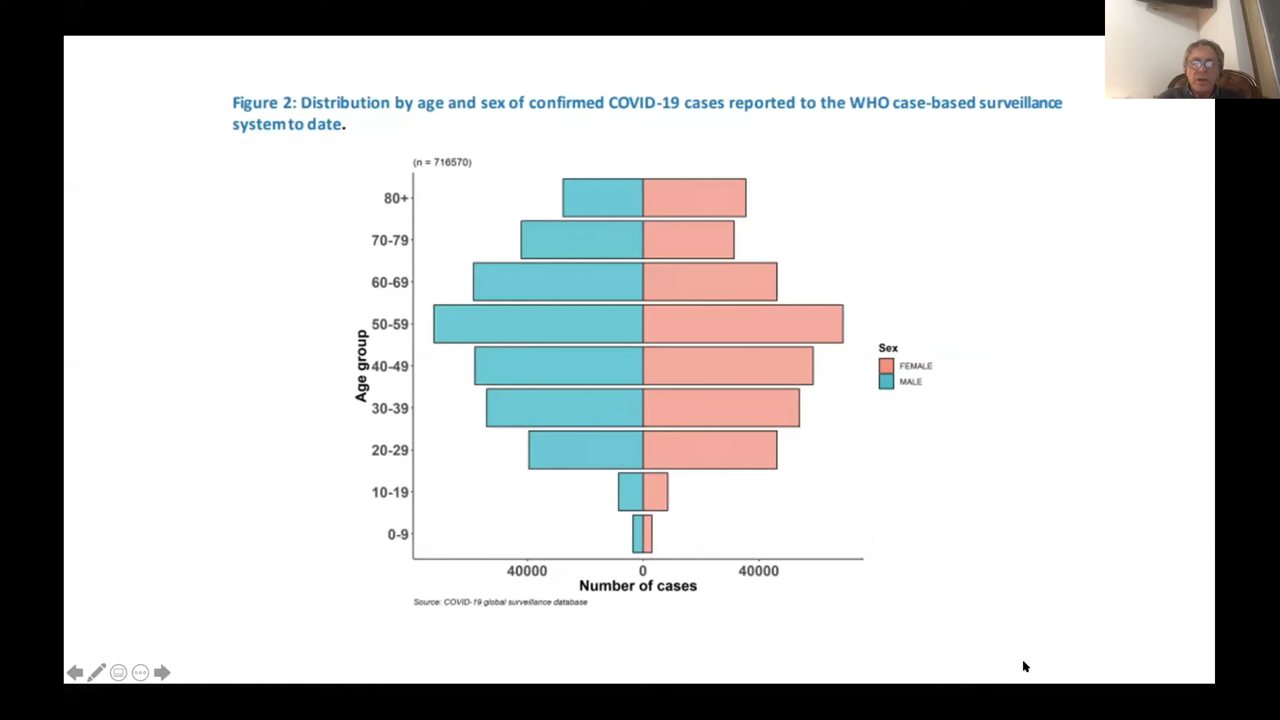 Figure 2: Distribution by age and sex of confirmed COVID-19 cases reported to the WHO case-based surveillance
system to date.
(n = 716570)
80+
70-79
60-69
50-59
40-49
30-39
20-29
10-19
0-9
Age group
Sex
FEMALE
MALE
40000 0 40000
Number of cases
Source: COVID-19 global surveillance database